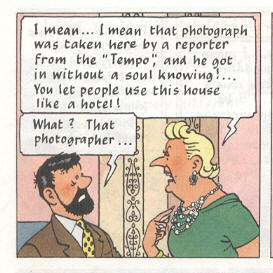 I mean... I mean that photograph
was taken here by a reporter
from the "Tempo", and he got
in without a soul knowing!...
You let people use this house
like a hotel!
What? That
photographer...